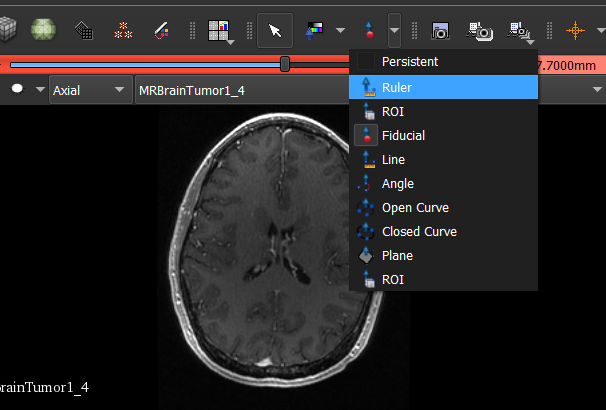 Persistent
7.7000mm
Axial
MRBrainTumor1_4
Ruler
ROI
Fiducial
Line
Angle
Open Curve
Closed Curve
Plane
ROI
BrainTumor1_4